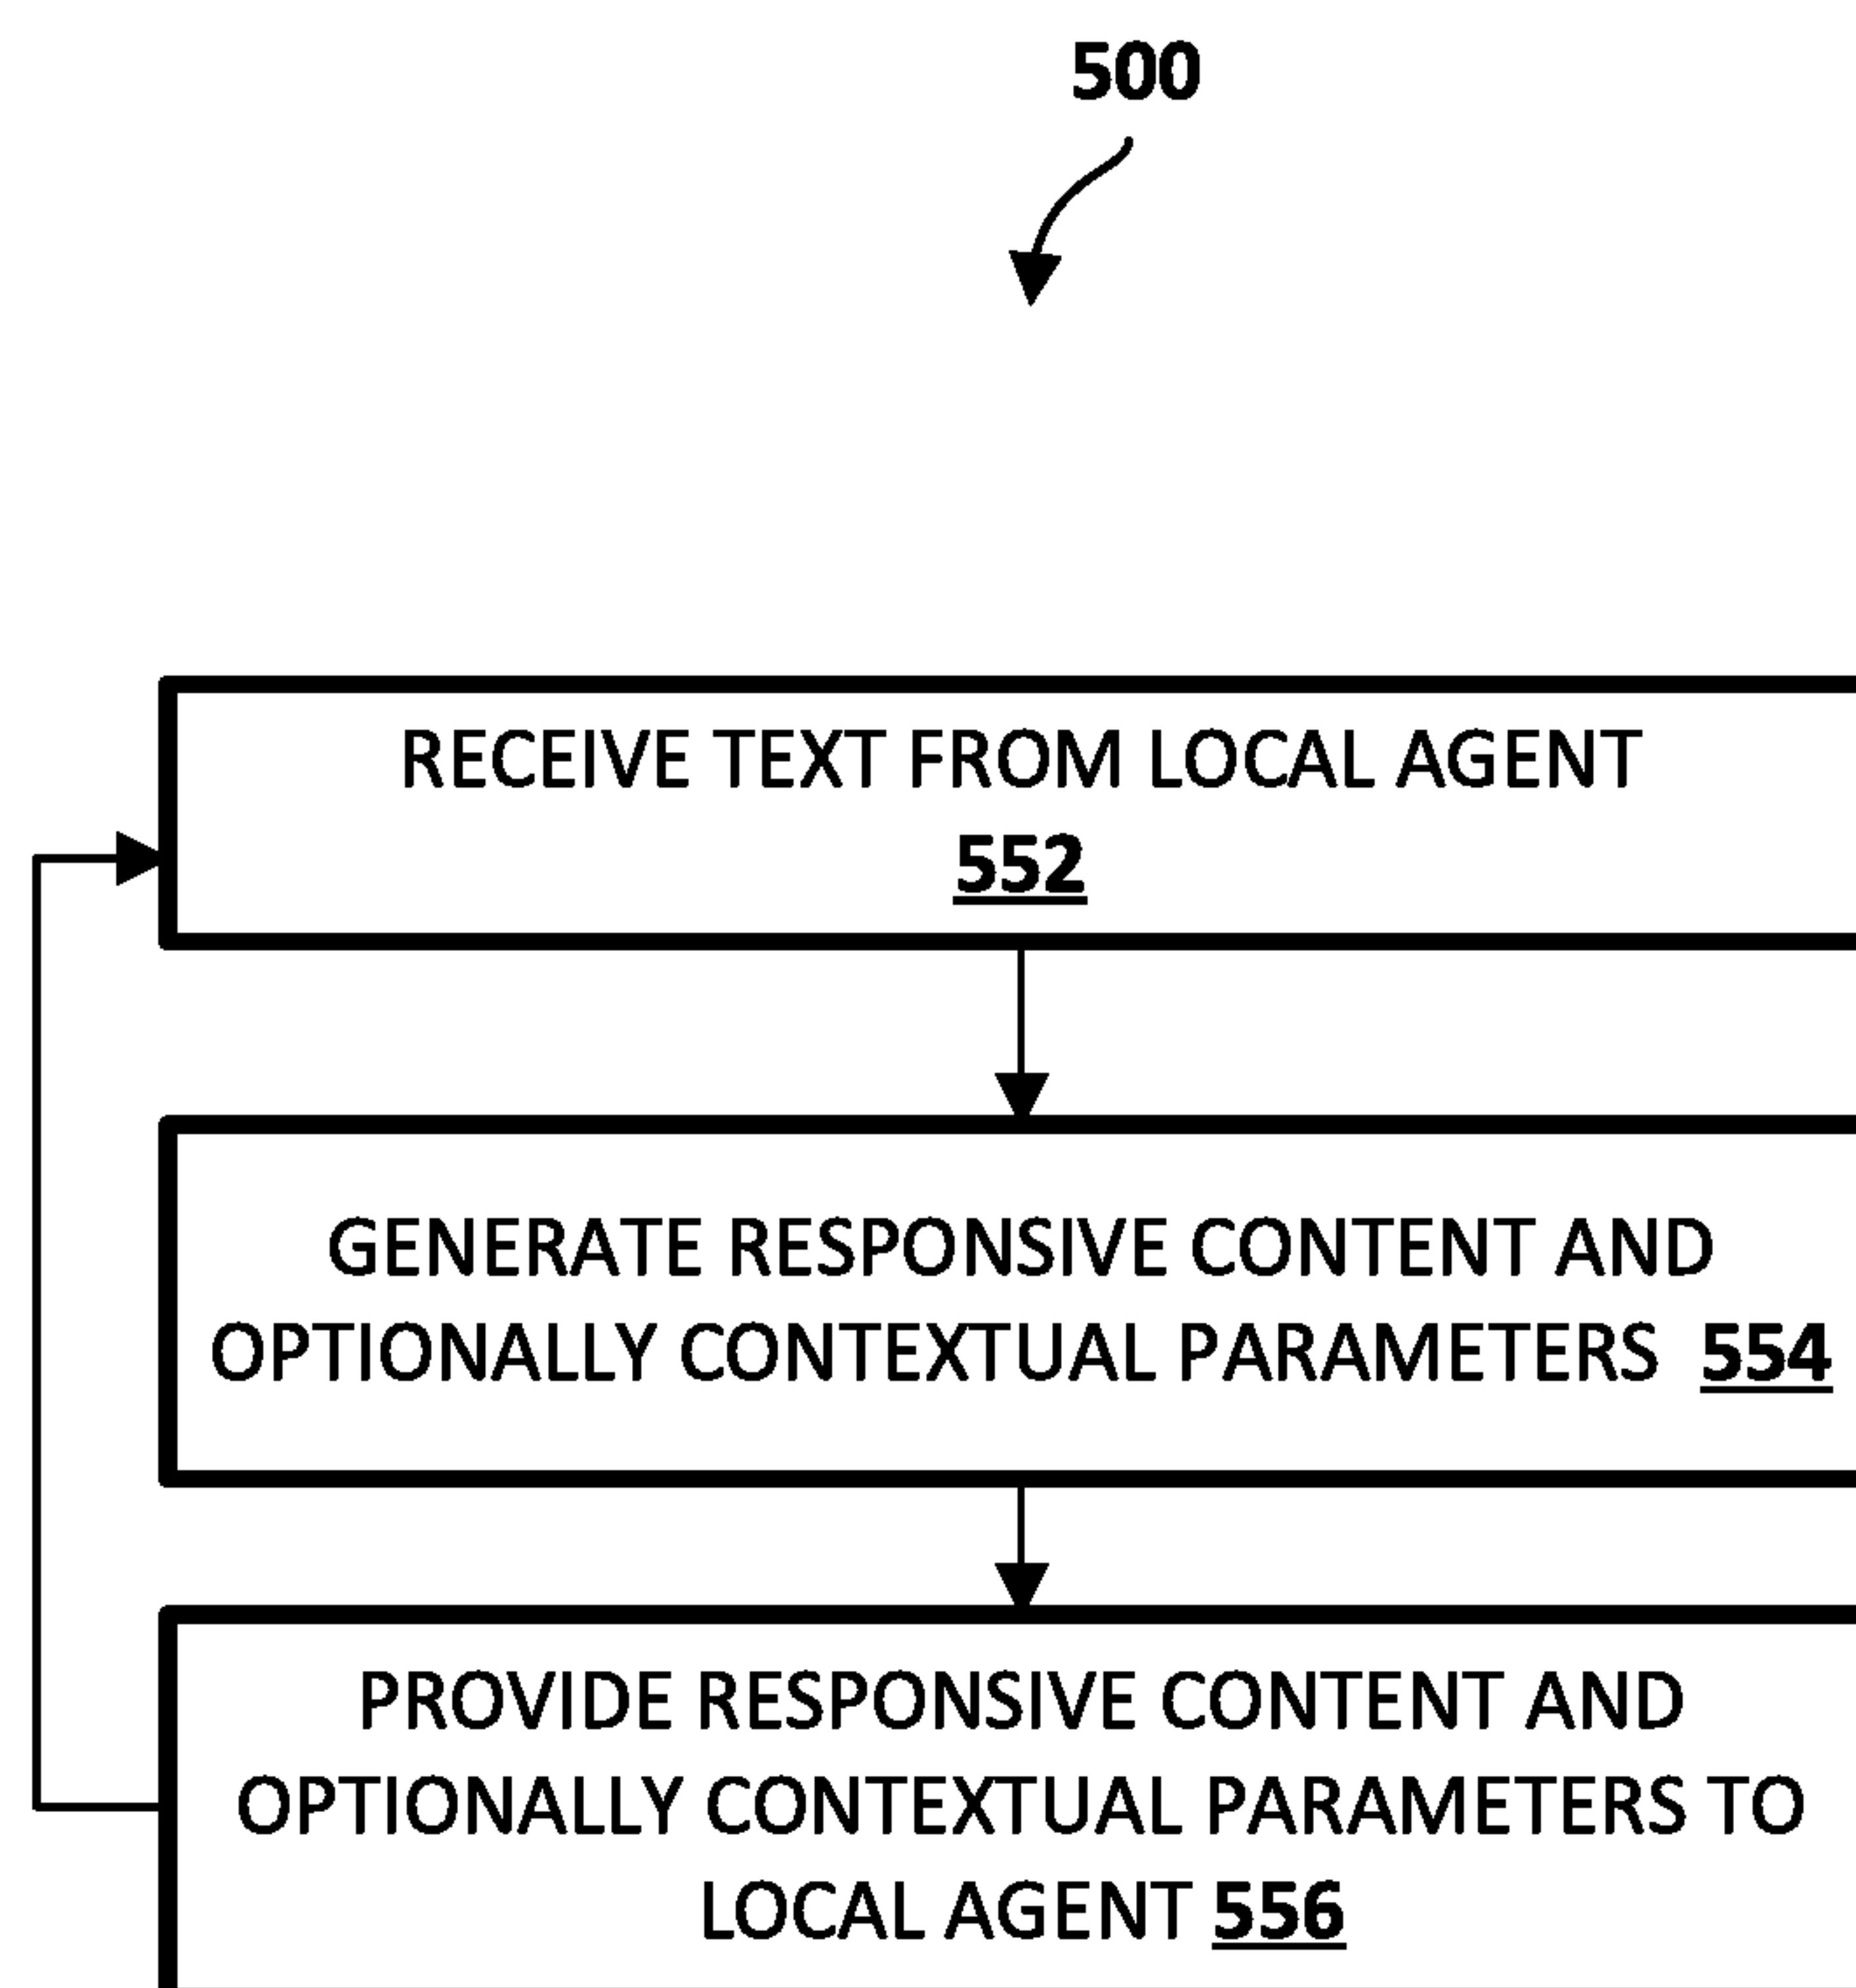 500
RECEIVE TEXT FROM LOCAL AGENT
552
GENERATE RESPONSIVE CONTENT AND
OPTIONALLY CONTEXTUAL PARAMETERS 554
PROVIDE RESPONSIVE CONTENT AND
OPTIONALLY CONTEXTUAL PARAMETERS TO
LOCAL AGENT 556